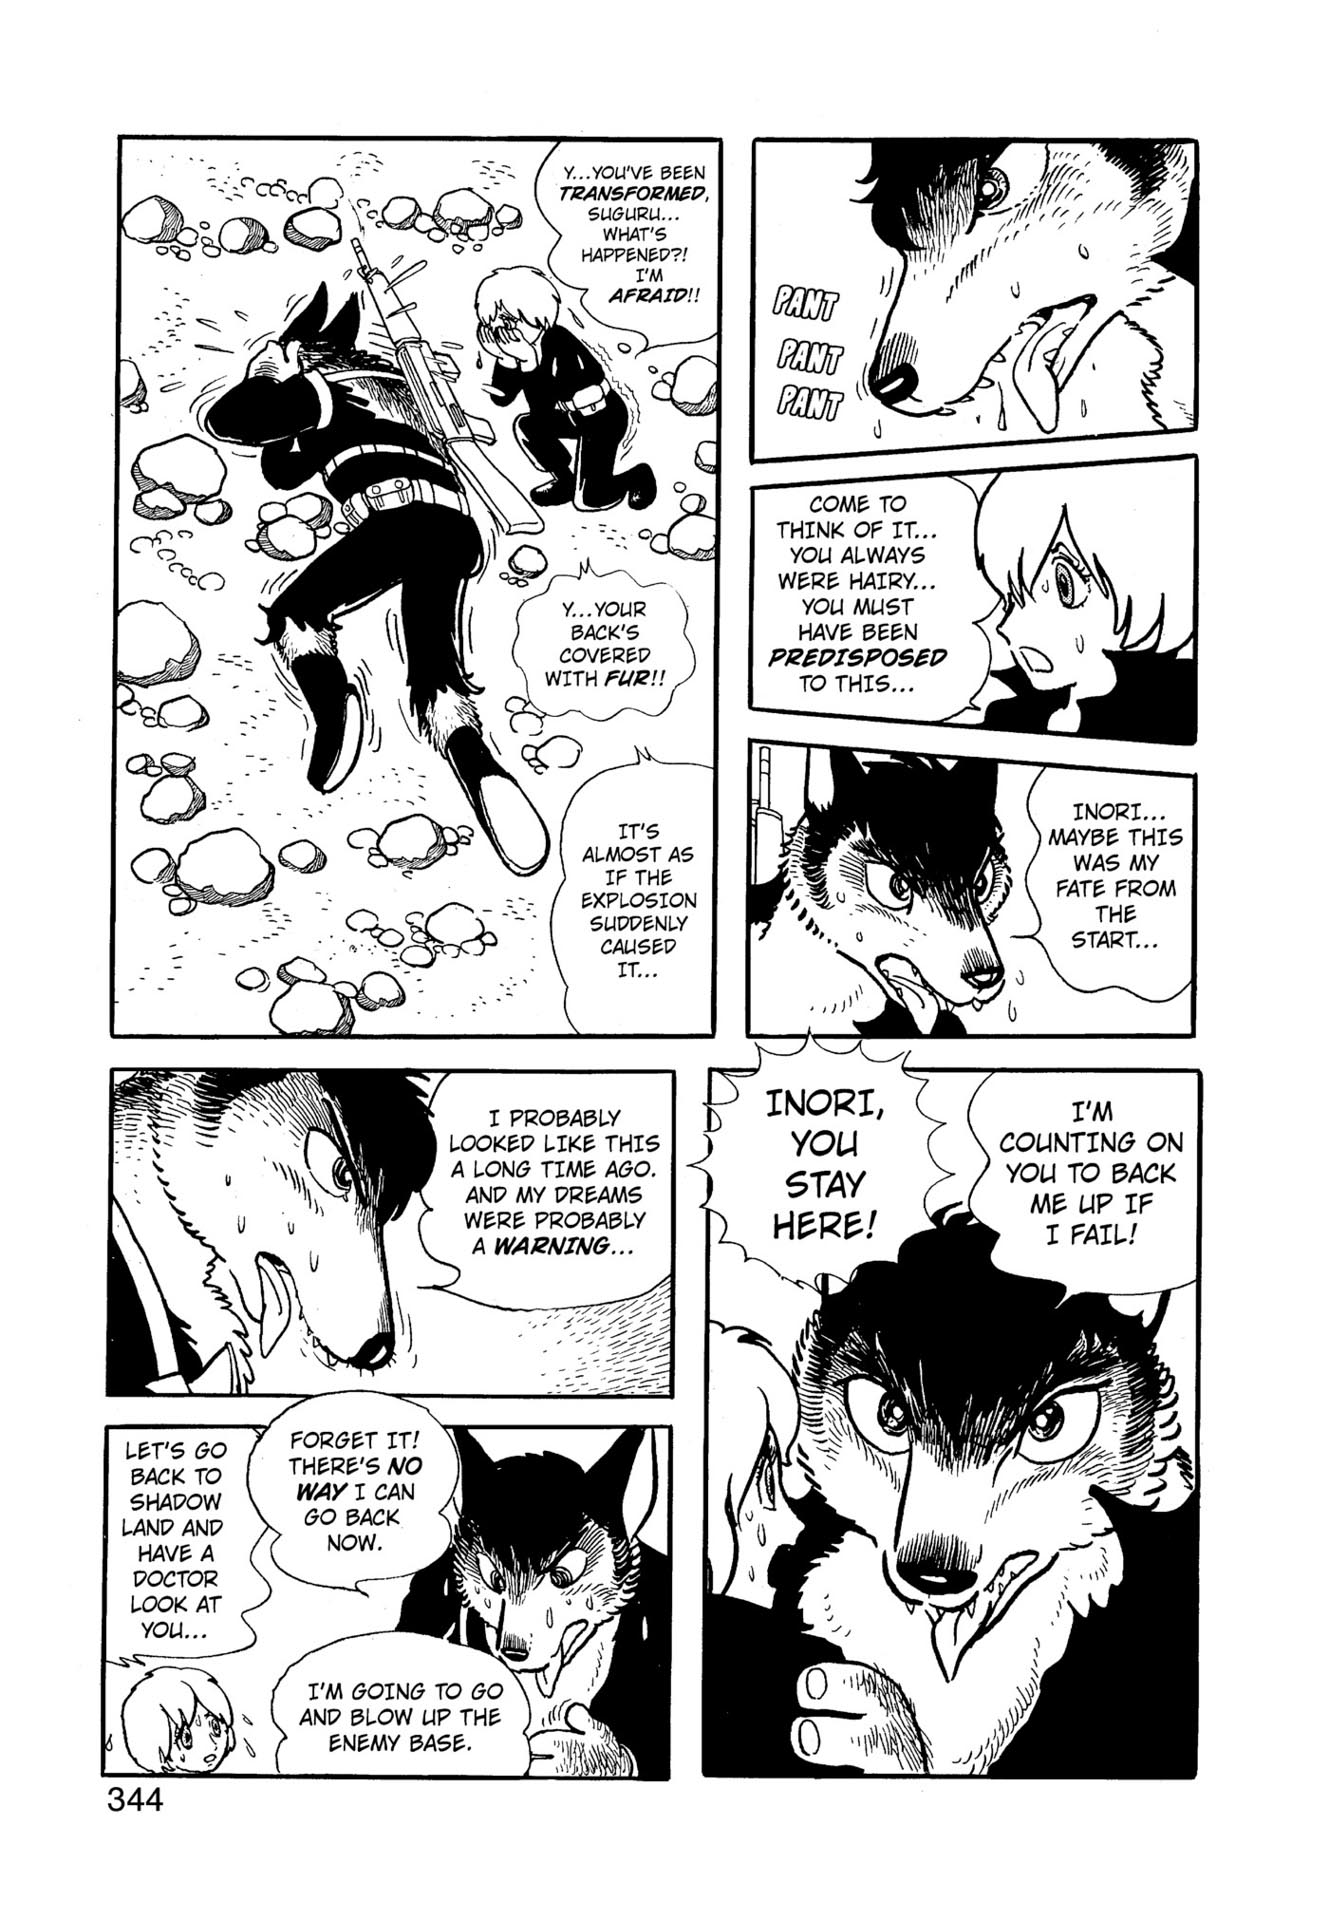 Y...YOU'VE BEEN
TRANSFORMED,
SUGURU...
WHAT'S
HAPPENED?!
I'M
AFRAID!!
Y...YOUR
BACK'S
COVERED
WITH FUR!!
IT'S
ALMOST AS
IF THE
EXPLOSION
SUDDENLY
CAUSED
IT...
PANT
PANT
PANT
COME TO
THINK OF IT...
YOU ALWAYS
WERE HAIRY...
YOU MUST
HAVE BEEN
PREDISPOSED
TO THIS...
INORI...
MAYBE THIS
WAS MY
FATE FROM
THE
START...
I PROBABLY
LOOKED LIKE THIS
A LONG TIME AGO.
AND MY DREAMS
WERE PROBABLY
A WARNING...
LET'S GO
BACK TO
SHADOW
LAND AND
HAVE A
DOCTOR
LOOK AT
YOU...
FORGET IT!
THERE'S NO
WAY I CAN
GO BACK
NOW.
I'M GOING TO GO
AND BLOW UP THE
ENEMY BASE.
INORI,
YOU
STAY
HERE!
I'M
COUNTING ON
YOU TO BACK
ME UP IF
I FAIL!
344